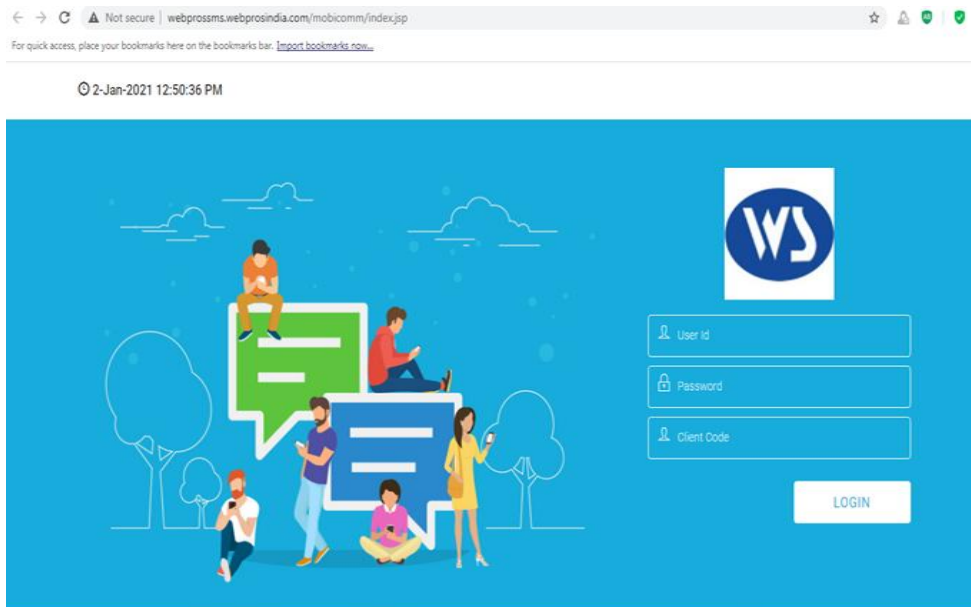 Not secure | webprossms.webprosindia.com/mobicomm/index.jsp
For quick access, place your bookmarks here on the bookmarks bar. Import bookmarks now...
2-Jan-2021 12:50:36 PM
WS
User Id
Password
Client Code
LOGIN